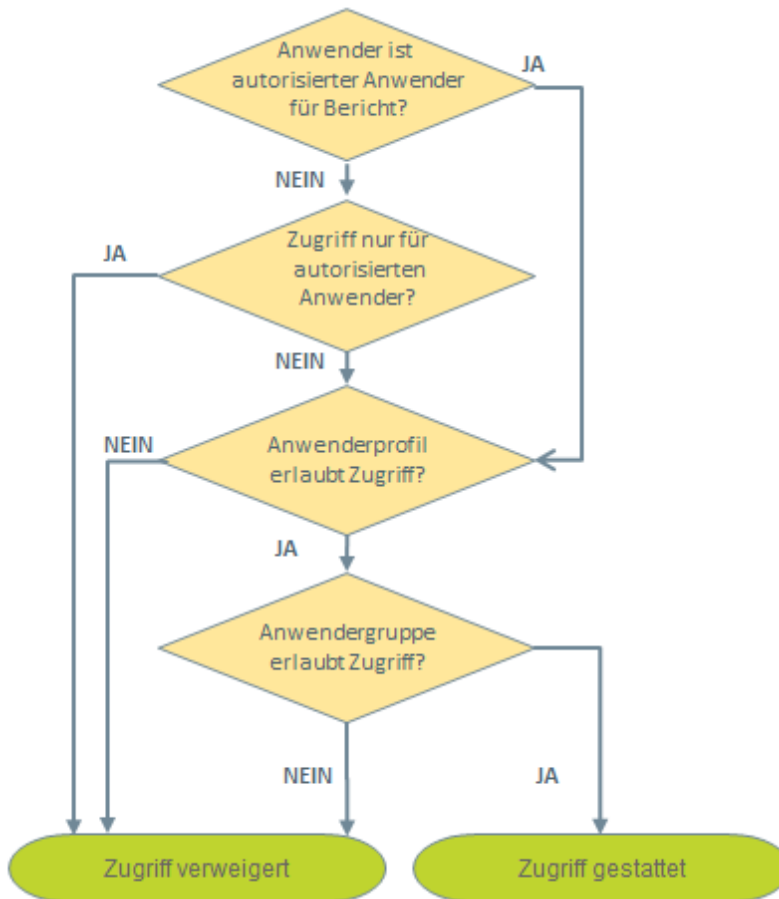 Anwender ist
autorisierter Anwender
für Bericht?
JA
NEIN
Zugriff nur für
autorisierten
Anwender?
JA
NEIN
Anwenderprofil
erlaubt Zugriff?
NEIN
JA
Anwendergruppe
erlaubt Zugriff?
NEIN
JA
Zugriff verweigert
Zugriff gestattet